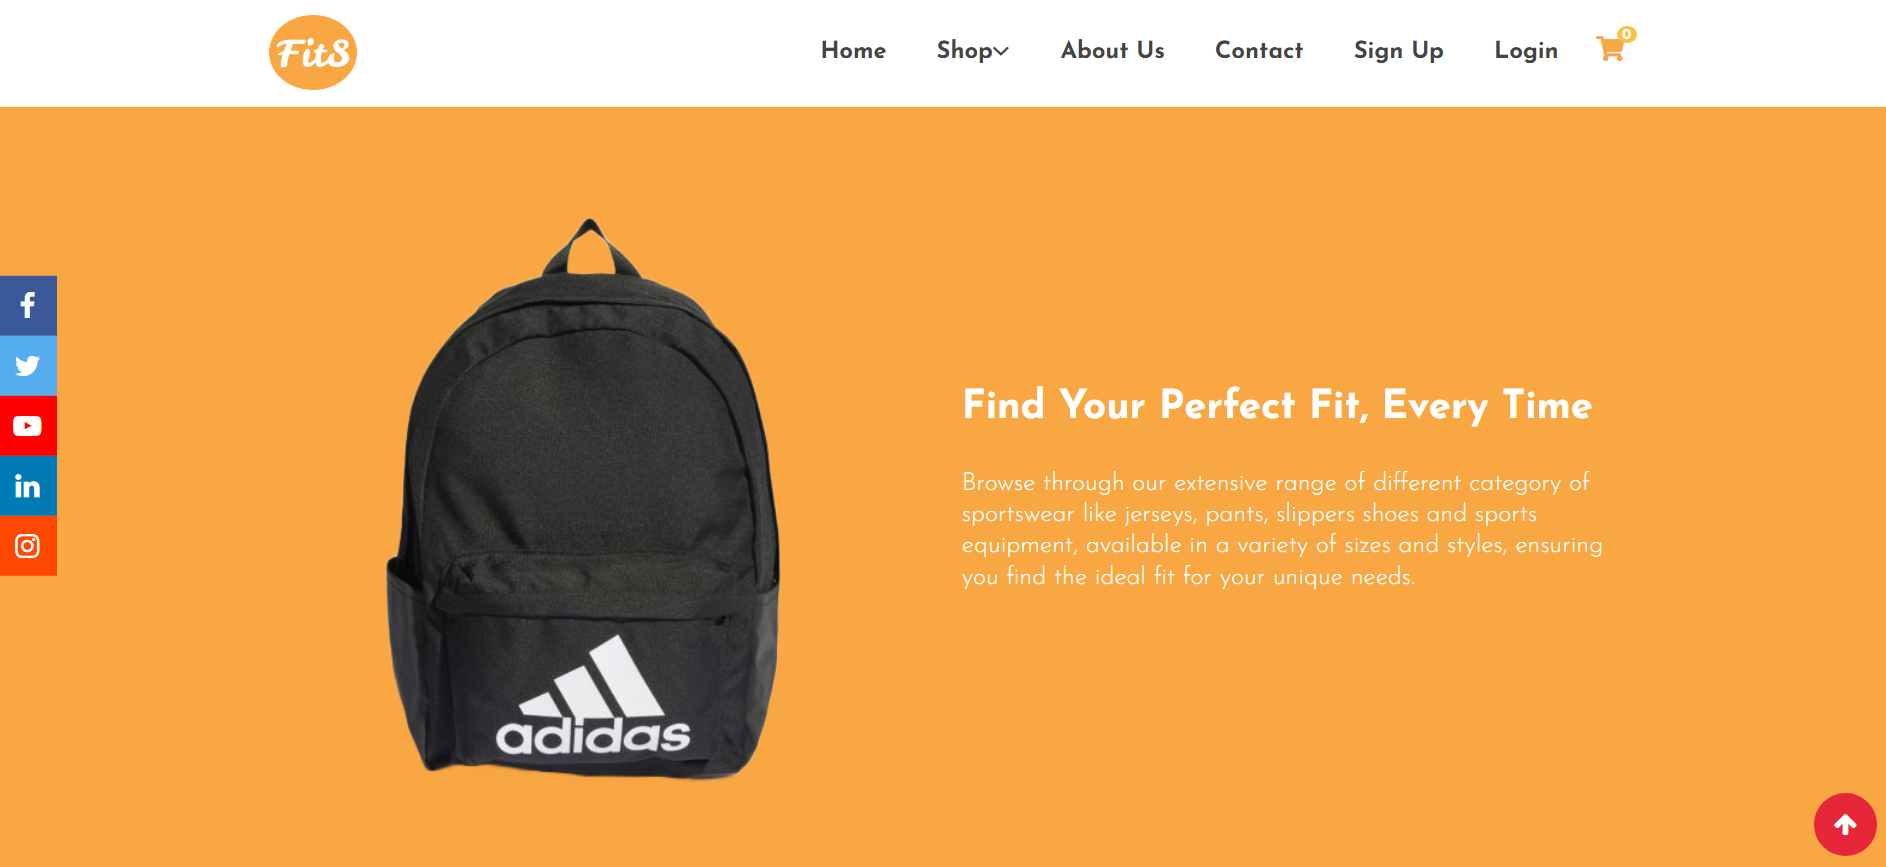 FitS
Home Shop About Us Contact Sign Up Login 0
Find Your Perfect Fit, Every Time
Browse through our extensive range of different category of
sportswear like jerseys, pants, slippers shoes and sports
equipment, available in a variety of sizes and styles, ensuring
you find the ideal fit for your unique needs.
adidas